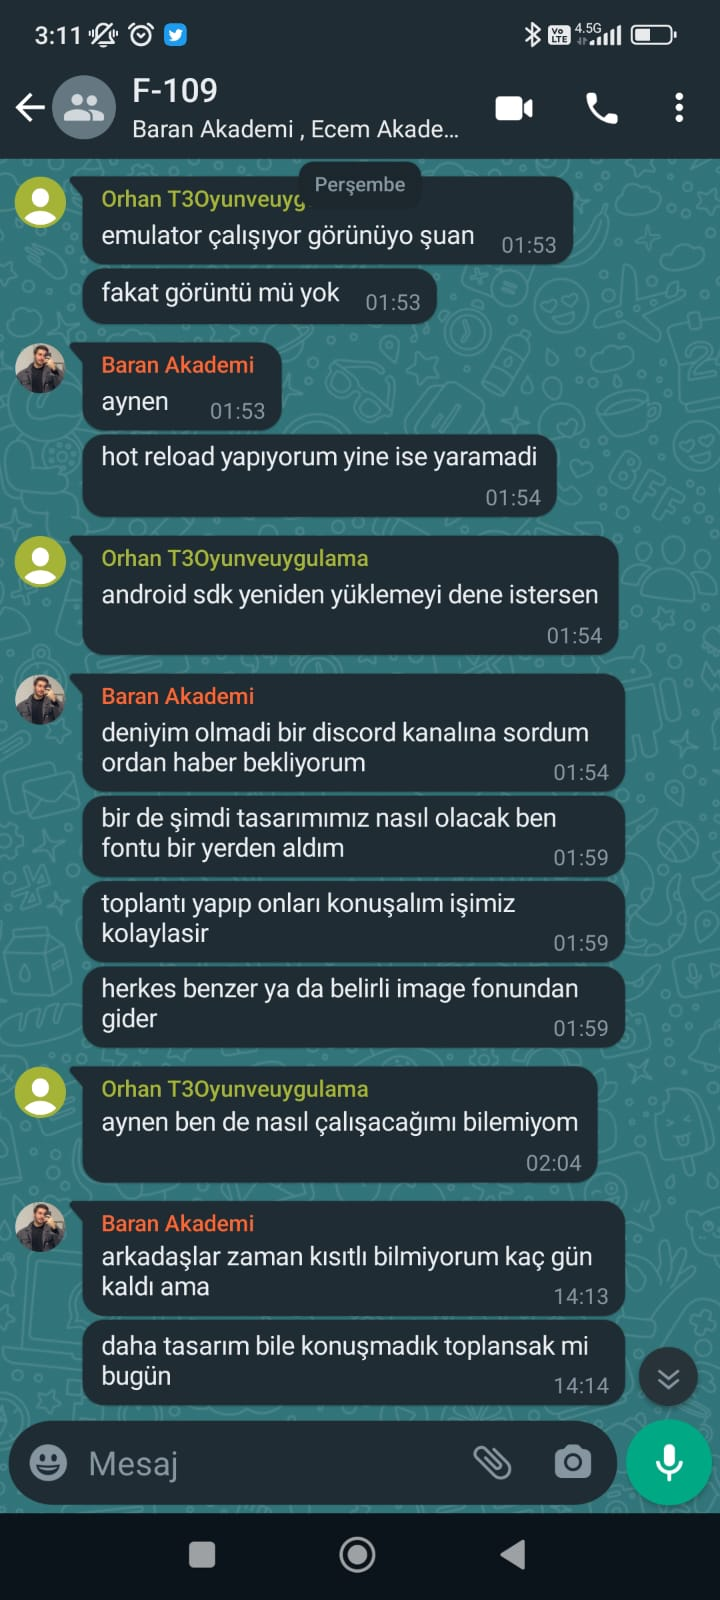 3:11
Vo LTE
4.5G
F-109
Baran Akademi , Ecem Akade...
Perşembe
Orhan T3Oyunveuyg
emulator çalışıyor görünüyo şuan 01:53
fakat görüntü mü yok 01:53
Baran Akademi
aynen 01:53
hot reload yapıyorum yine ise yaramadi
01:54
Orhan T3Oyunveuygulama
android sdk yeniden yüklemeyi dene istersen
01:54
Baran Akademi
deniyim olmadi bir discord kanalına sordum
ordan haber bekliyorum 01:54
bir de şimdi tasarımımız nasıl olacak ben
fontu bir yerden aldım 01:59
toplantı yapıp onları konuşalım işimiz
kolaylasir 01:59
herkes benzer ya da belirli image fonundan
gider 01:59
Orhan T3Oyunveuygulama
aynen ben de nasıl çalışacağımı bilemiyom
02:04
Baran Akademi
arkadaşlar zaman kısıtlı bilmiyorum kaç gün
kaldı ama 14:13
daha tasarım bile konuşmadık toplansak mi
bugün 14:14
Mesaj